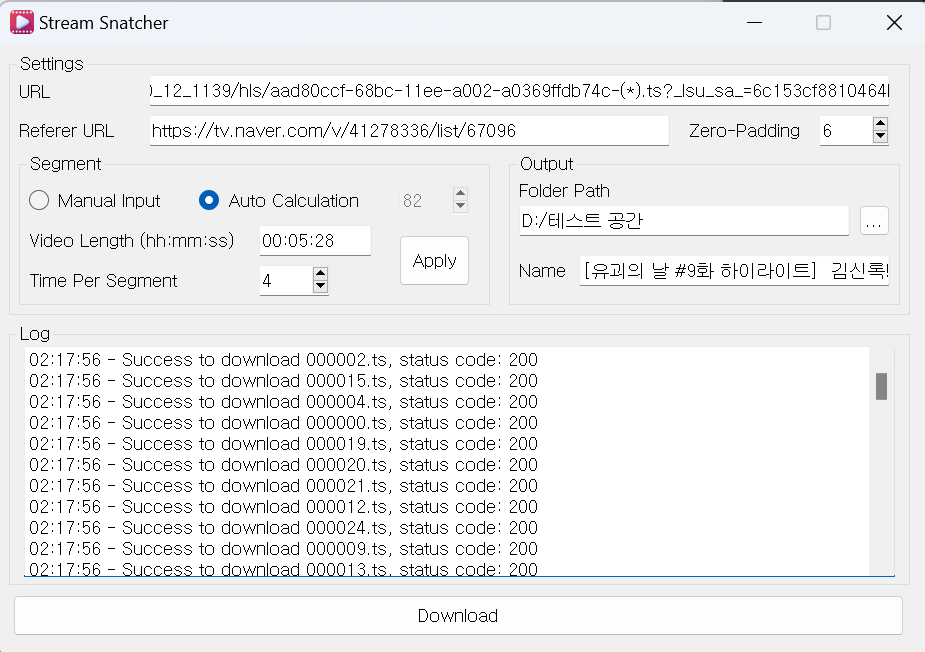 Stream Snatcher
Settings
URL
_12_1139/hls/aad80ccf-68bc-11ee-a002-a0369ffdb74c-(*).ts?_lsu_sa_=6c153cf8810464
Referer URL
https://tv.naver.com/v/41278336/list/67096
Zero-Padding
6
Segment
Manual Input
Auto Calculation
82
Video Length (hh:mm:ss)
00:05:28
Time Per Segment
4
Apply
Output
Folder Path
D:/테스트 공간
...
Name
[유괴의 날 #9화 하이라이트] 김신록!
Log
02:17:56 - Success to download 000002.ts, status code: 200
02:17:56 - Success to download 000015.ts, status code: 200
02:17:56 - Success to download 000004.ts, status code: 200
02:17:56 - Success to download 000000.ts, status code: 200
02:17:56 - Success to download 000019.ts, status code: 200
02:17:56 - Success to download 000020.ts, status code: 200
02:17:56 - Success to download 000021.ts, status code: 200
02:17:56 - Success to download 000012.ts, status code: 200
02:17:56 - Success to download 000024.ts, status code: 200
02:17:56 - Success to download 000009.ts, status code: 200
02:17:56 - Success to download 000013.ts, status code: 200
Download